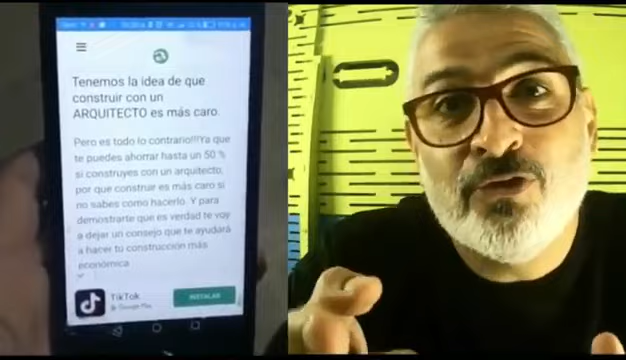 Tenemos la idea de que
construir con un
ARQUITECTO es más caro.
Pero es todo lo contrario!!!Ya que
te puedes ahorrar hasta un 50 %
si construyes con un arquitecto,
por que construir es más caro si
no sabes como hacerlo. Y para
demostrarte que es verdad te voy
a dejar un consejo que te ayudará
a hacer tu construcción más
económica
TikTok
Google Play
INSTALAR